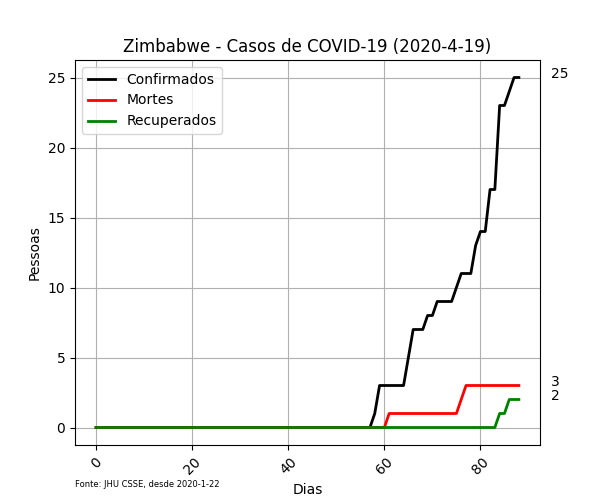 Zimbabwe - Casos de COVID-19 (2020-4-19)
Confirmados
Mortes
Recuperados
25
20
15
10
5
0
Pessoas
25
3
2
0
20
40
60
80
Dias
Fonte: JHU CSSE, desde 2020-1-22